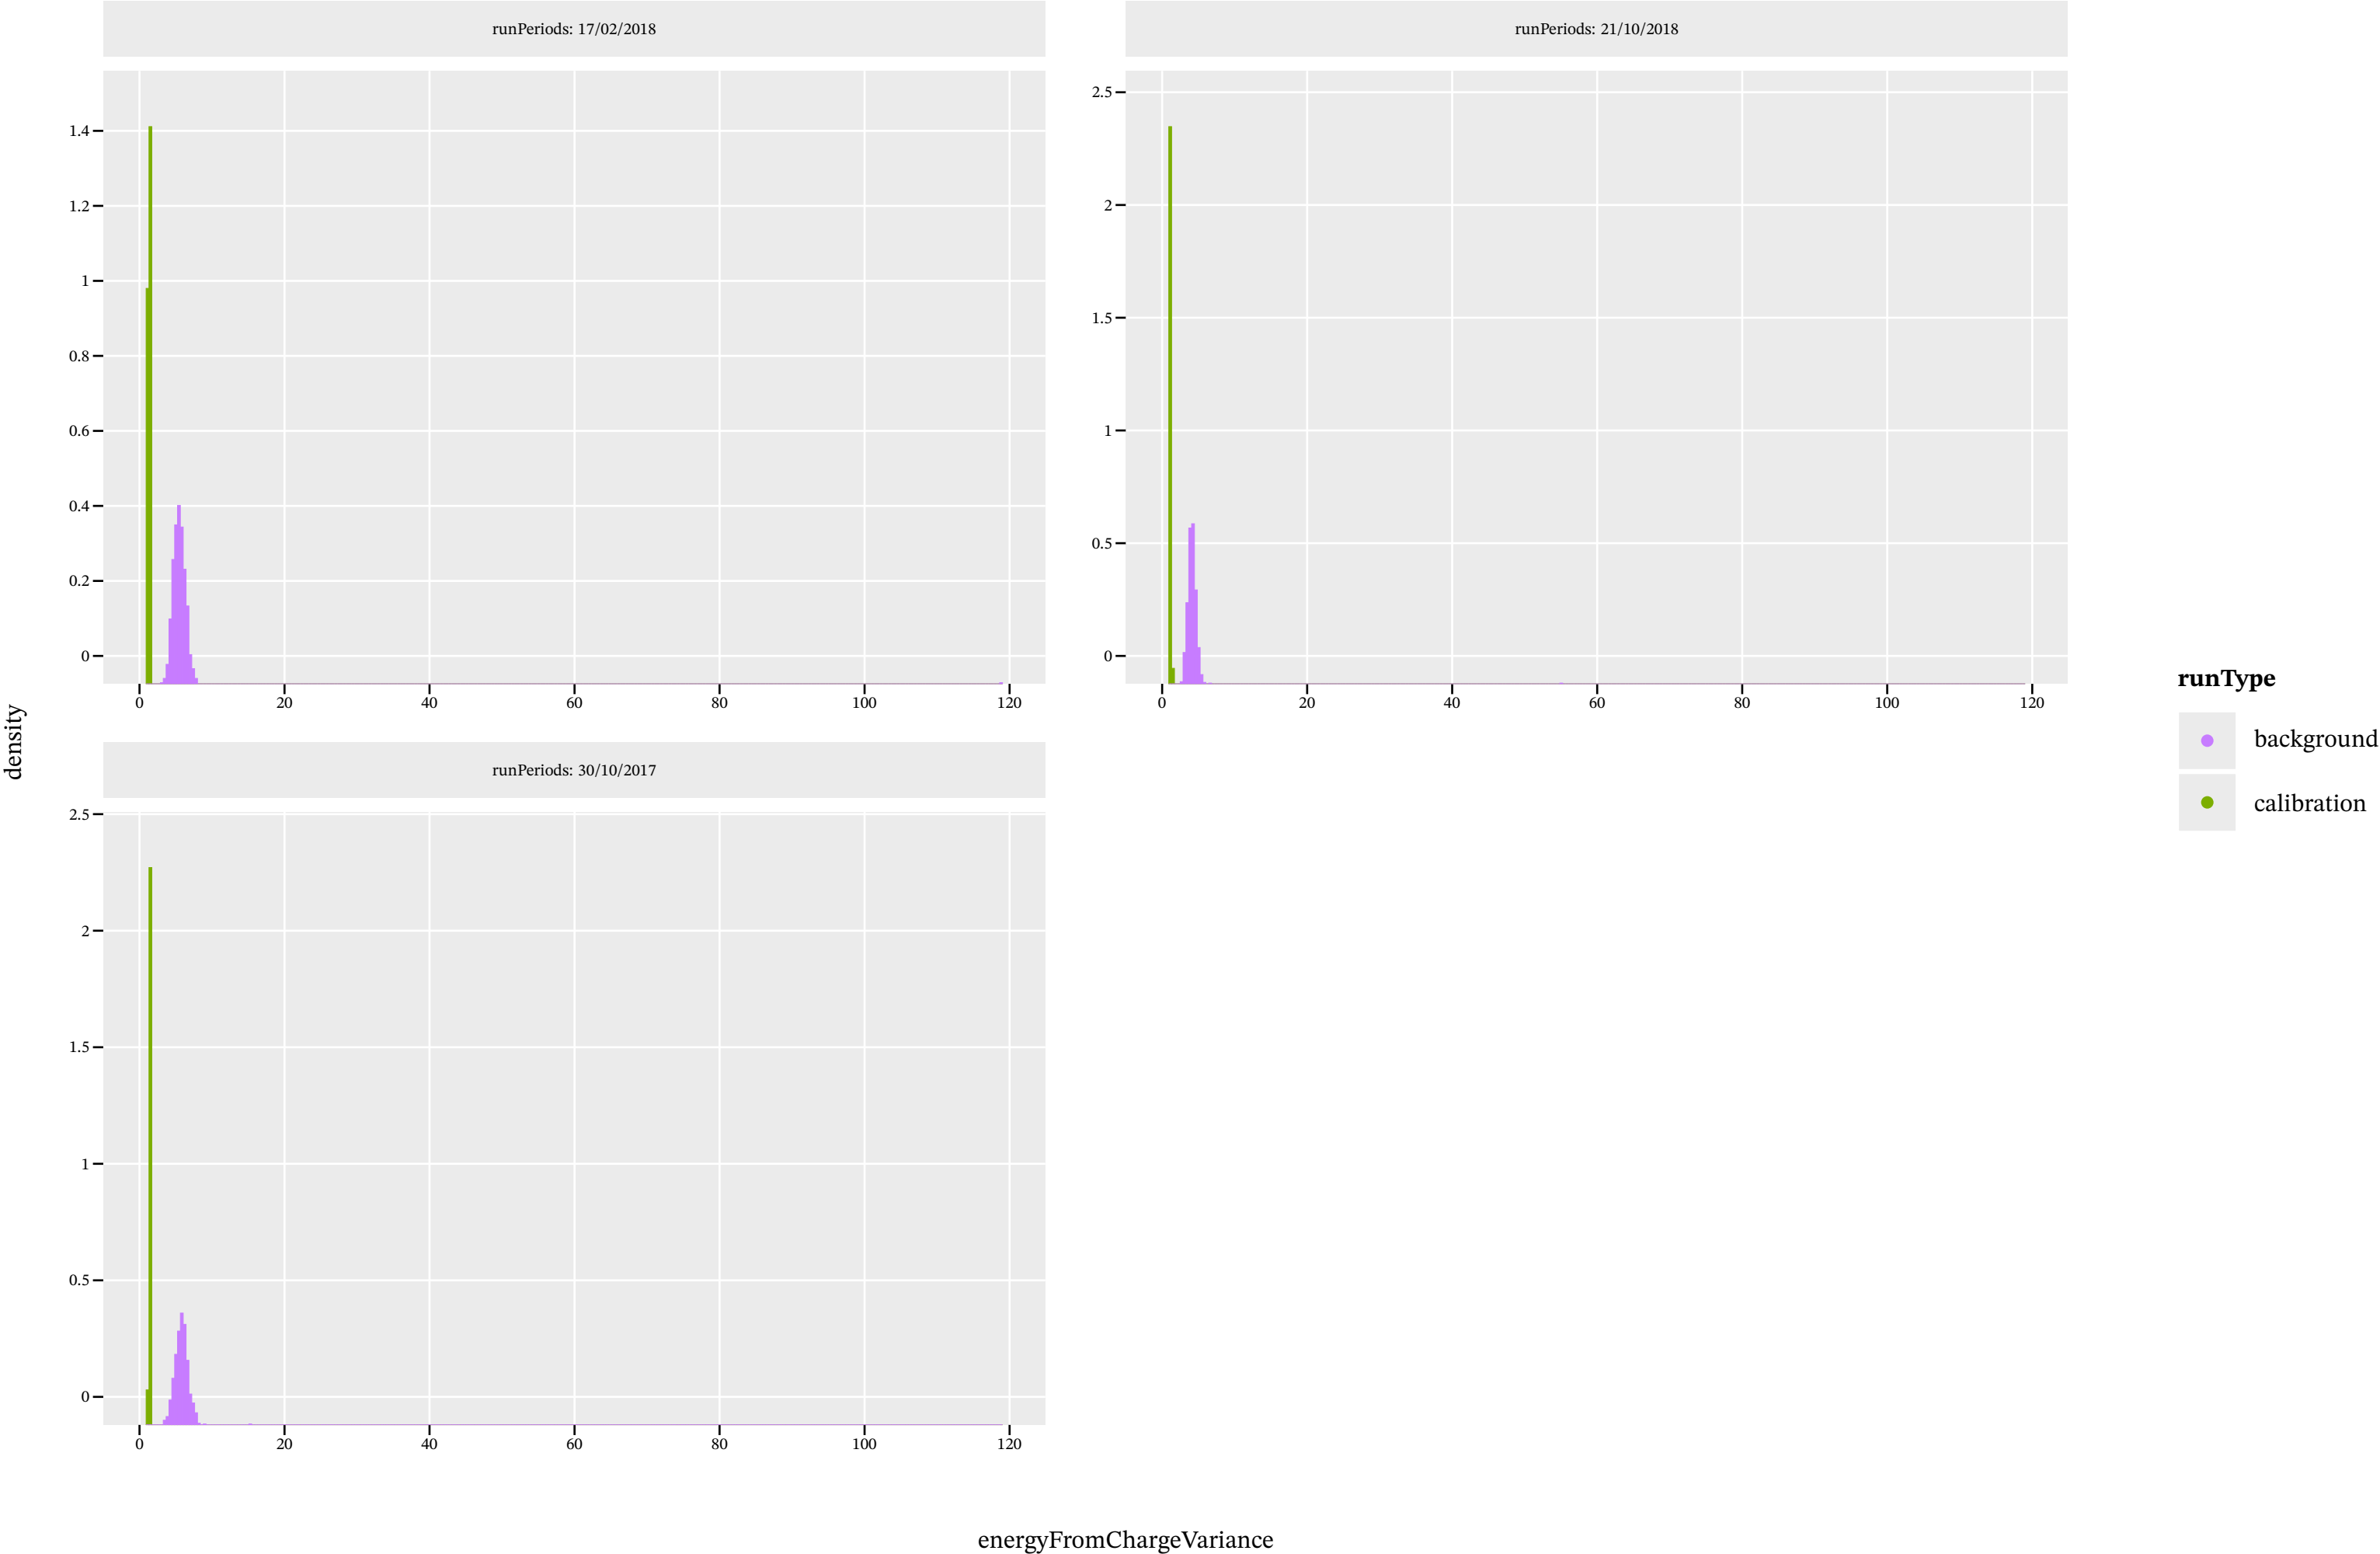 runPeriods: 17/02/2018
1.4
1.2
1
0.8
0.6
0.4
0.2
0
0 20 40 60 80 100 120
runPeriods: 21/10/2018
2.5
2
1.5
1
0.5
0
0 20 40 60 80 100 120
runPeriods: 30/10/2017
2.5
2
1.5
1
0.5
0
0 20 40 60 80 100 120
density
energyFromChargeVariance
runType
background
calibration